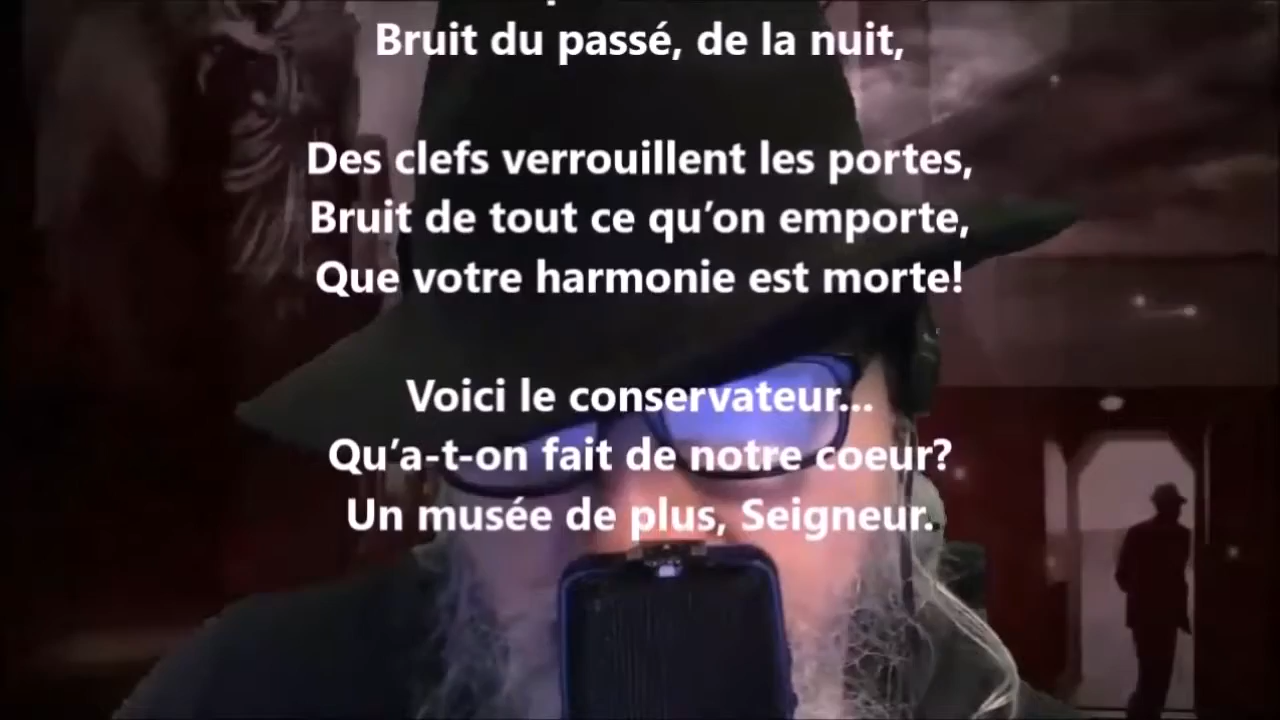 Bruit du passé, de la nuit,
Des clefs verrouillent les portes,
Bruit de tout ce qu’on emporte,
Que votre harmonie est morte!
Voici le conservateur...
Qu’a-t-on fait de notre coeur?
Un musée de plus, Seigneur.